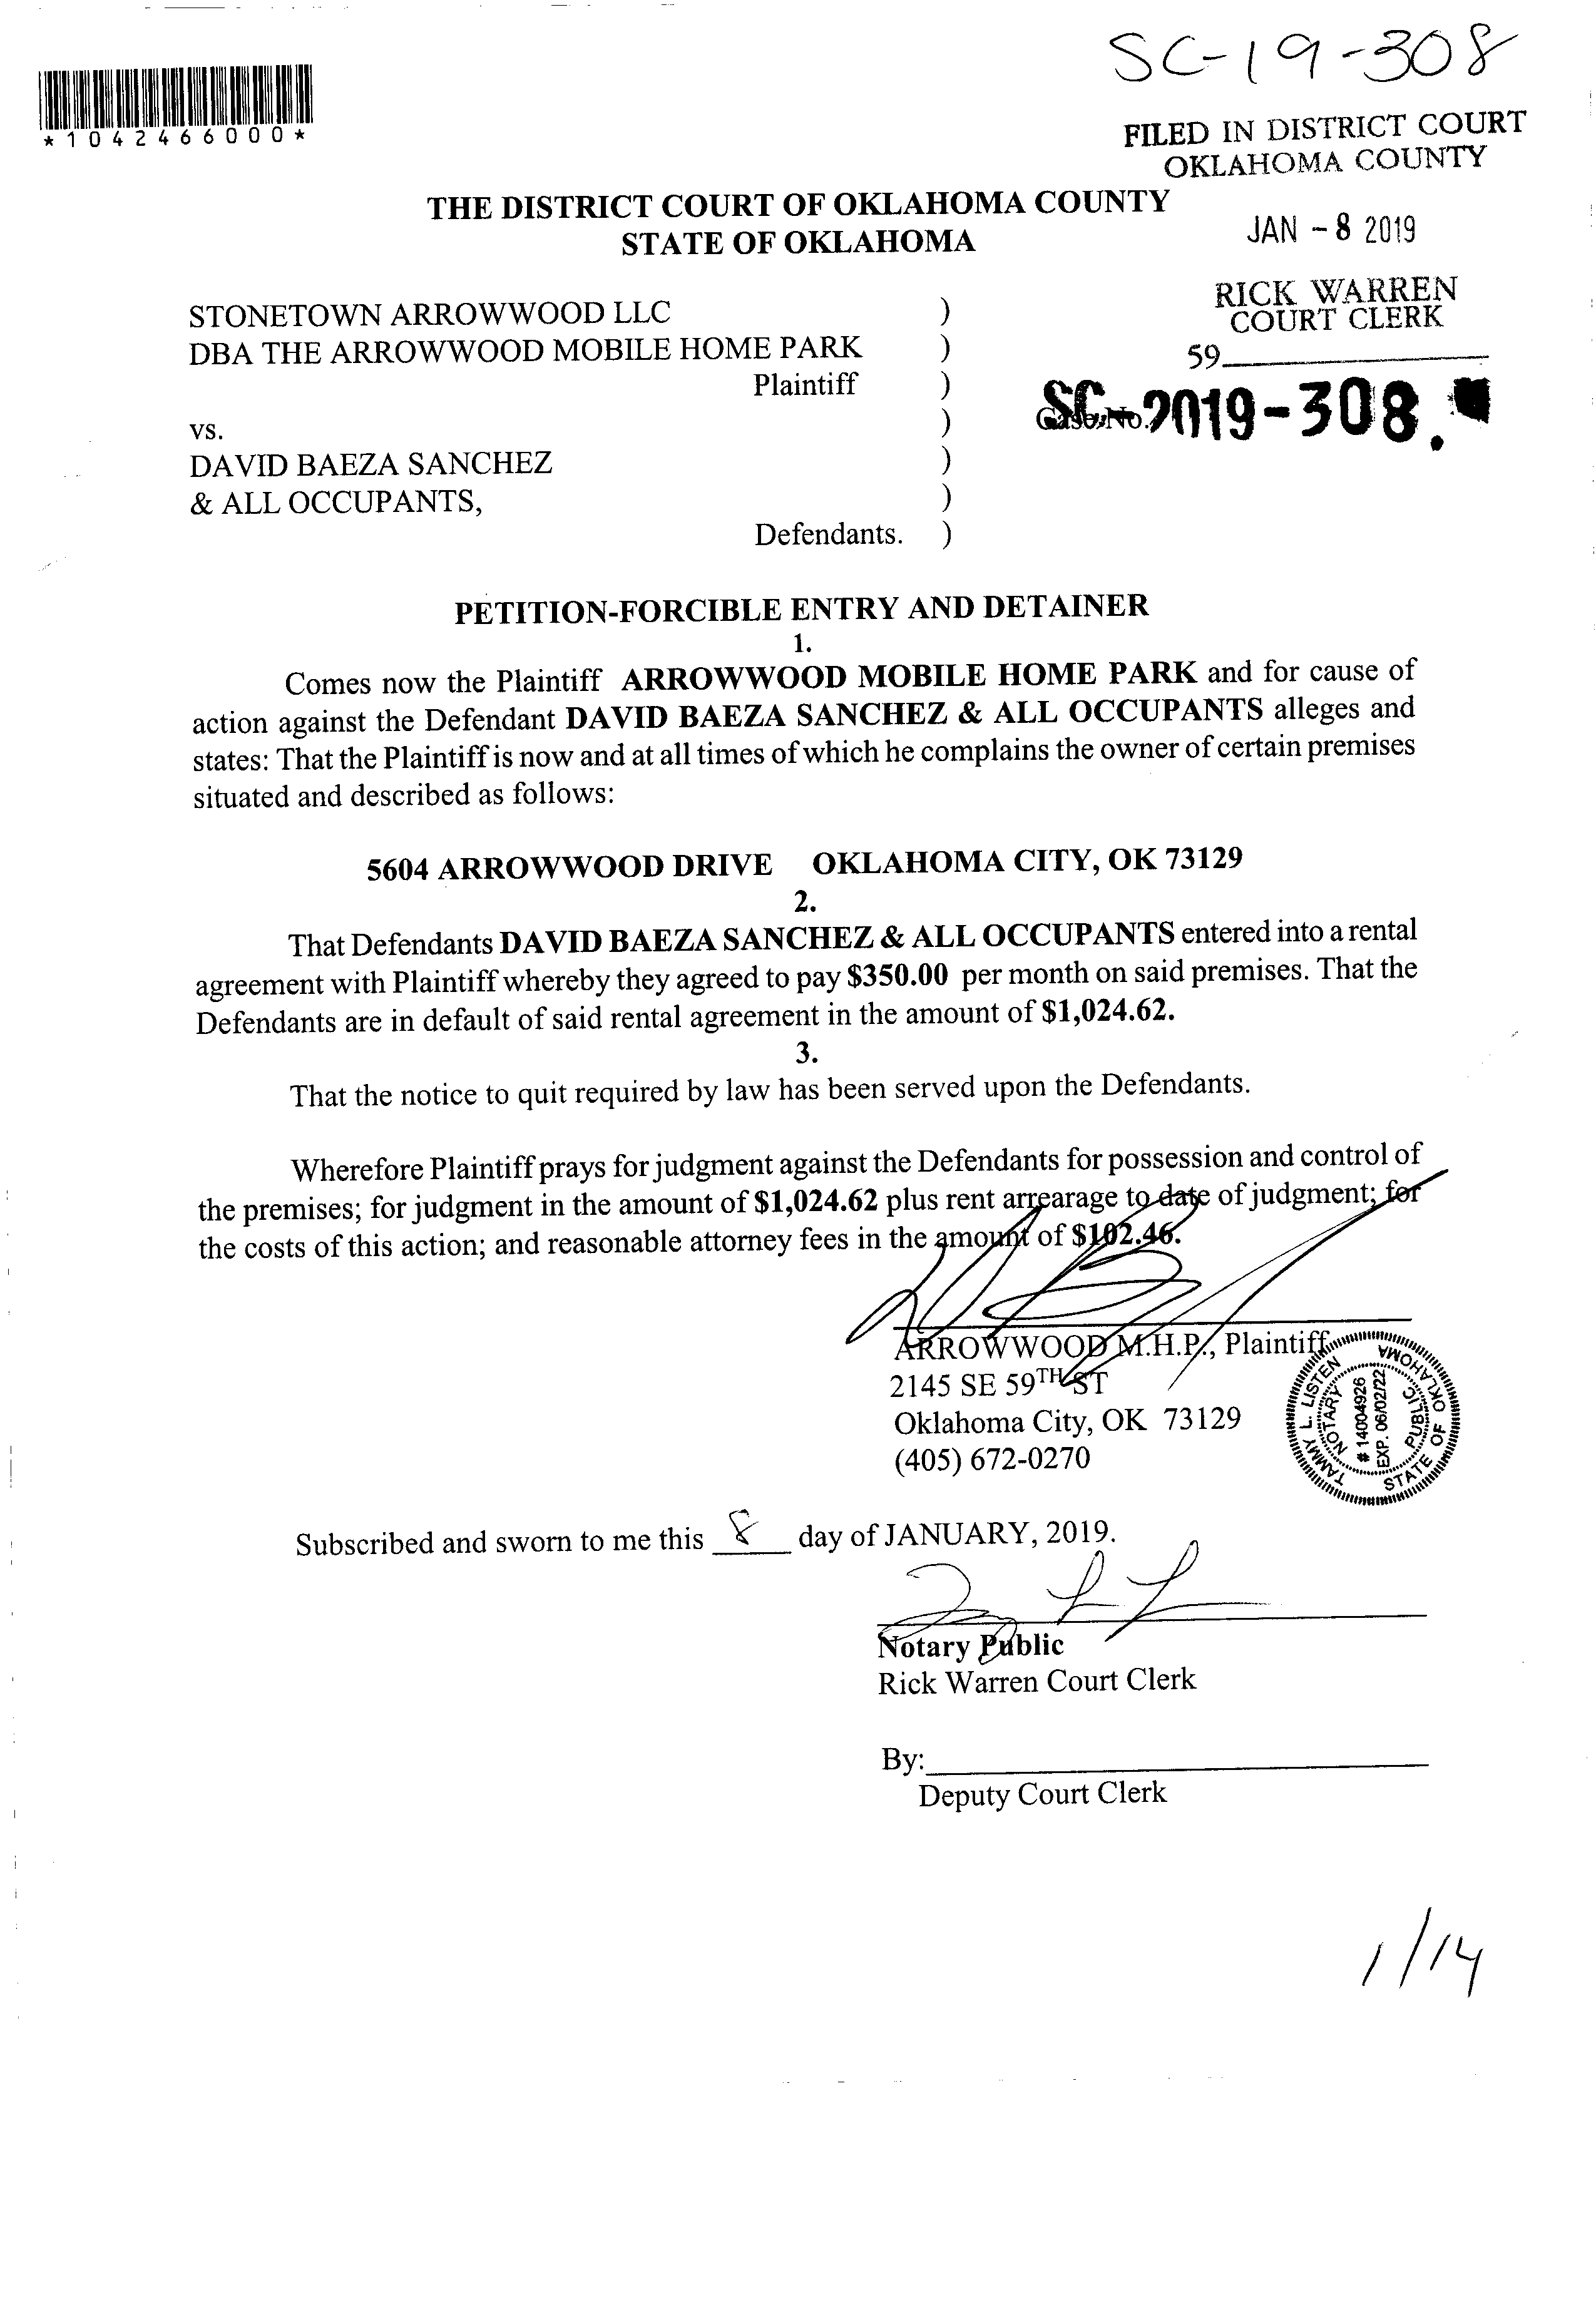 SC-19-308
*1042466000*
FILED IN DISTRICT COURT
OKLAHOMA COUNTY
THE DISTRICT COURT OF OKLAHOMA COUNTY
STATE OF OKLAHOMA
JAN - 8 2019
RICK WARREN
COURT CLERK
59
STONETOWN ARROWWOOD LLC )
DBA THE ARROWWOOD MOBILE HOME PARK )
Plaintiff )
) Case No. SC-2019-308.
vs.
DAVID BAEZA SANCHEZ )
& ALL OCCUPANTS, )
Defendants. )
PETITION-FORCIBLE ENTRY AND DETAINER
1.
Comes now the Plaintiff ARROWWOOD MOBILE HOME PARK and for cause of
action against the Defendant DAVID BAEZA SANCHEZ & ALL OCCUPANTS alleges and
states: That the Plaintiff is now and at all times of which he complains the owner of certain premises
situated and described as follows:
5604 ARROWWOOD DRIVE OKLAHOMA CITY, OK 73129
2.
That Defendants DAVID BAEZA SANCHEZ & ALL OCCUPANTS entered into a rental
agreement with Plaintiff whereby they agreed to pay $350.00 per month on said premises. That the
Defendants are in default of said rental agreement in the amount of $1,024.62.
3.
That the notice to quit required by law has been served upon the Defendants.
Wherefore Plaintiff prays for judgment against the Defendants for possession and control of
the premises; for judgment in the amount of $1,024.62 plus rent arrearage to date of judgment; for
the costs of this action; and reasonable attorney fees in the amount of $102.46.
ARROWWOOD M.H.P., Plaintiff
2145 SE 59TH ST
Oklahoma City, OK 73129
(405) 672-0270
TAMMY L. LISTEN
NOTARY PUBLIC
# 14004926
EXP. 06/02/22
STATE OF OKLAHOMA
Subscribed and sworn to me this 8 day of JANUARY, 2019.
Notary Public
Rick Warren Court Clerk
By:
Deputy Court Clerk
1/14